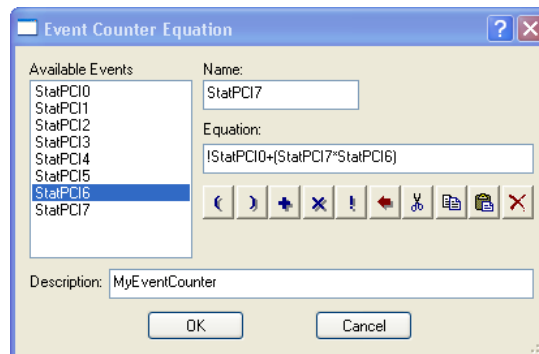 Event Counter Equation
Available Events
StatPCI0
StatPCI1
StatPCI2
StatPCI3
StatPCI4
StatPCI5
StatPCI6
StatPCI7
Name:
StatPCI7
Equation:
!StatPCI0+(StatPCI7*StatPCI6)
Description: MyEventCounter
OK Cancel